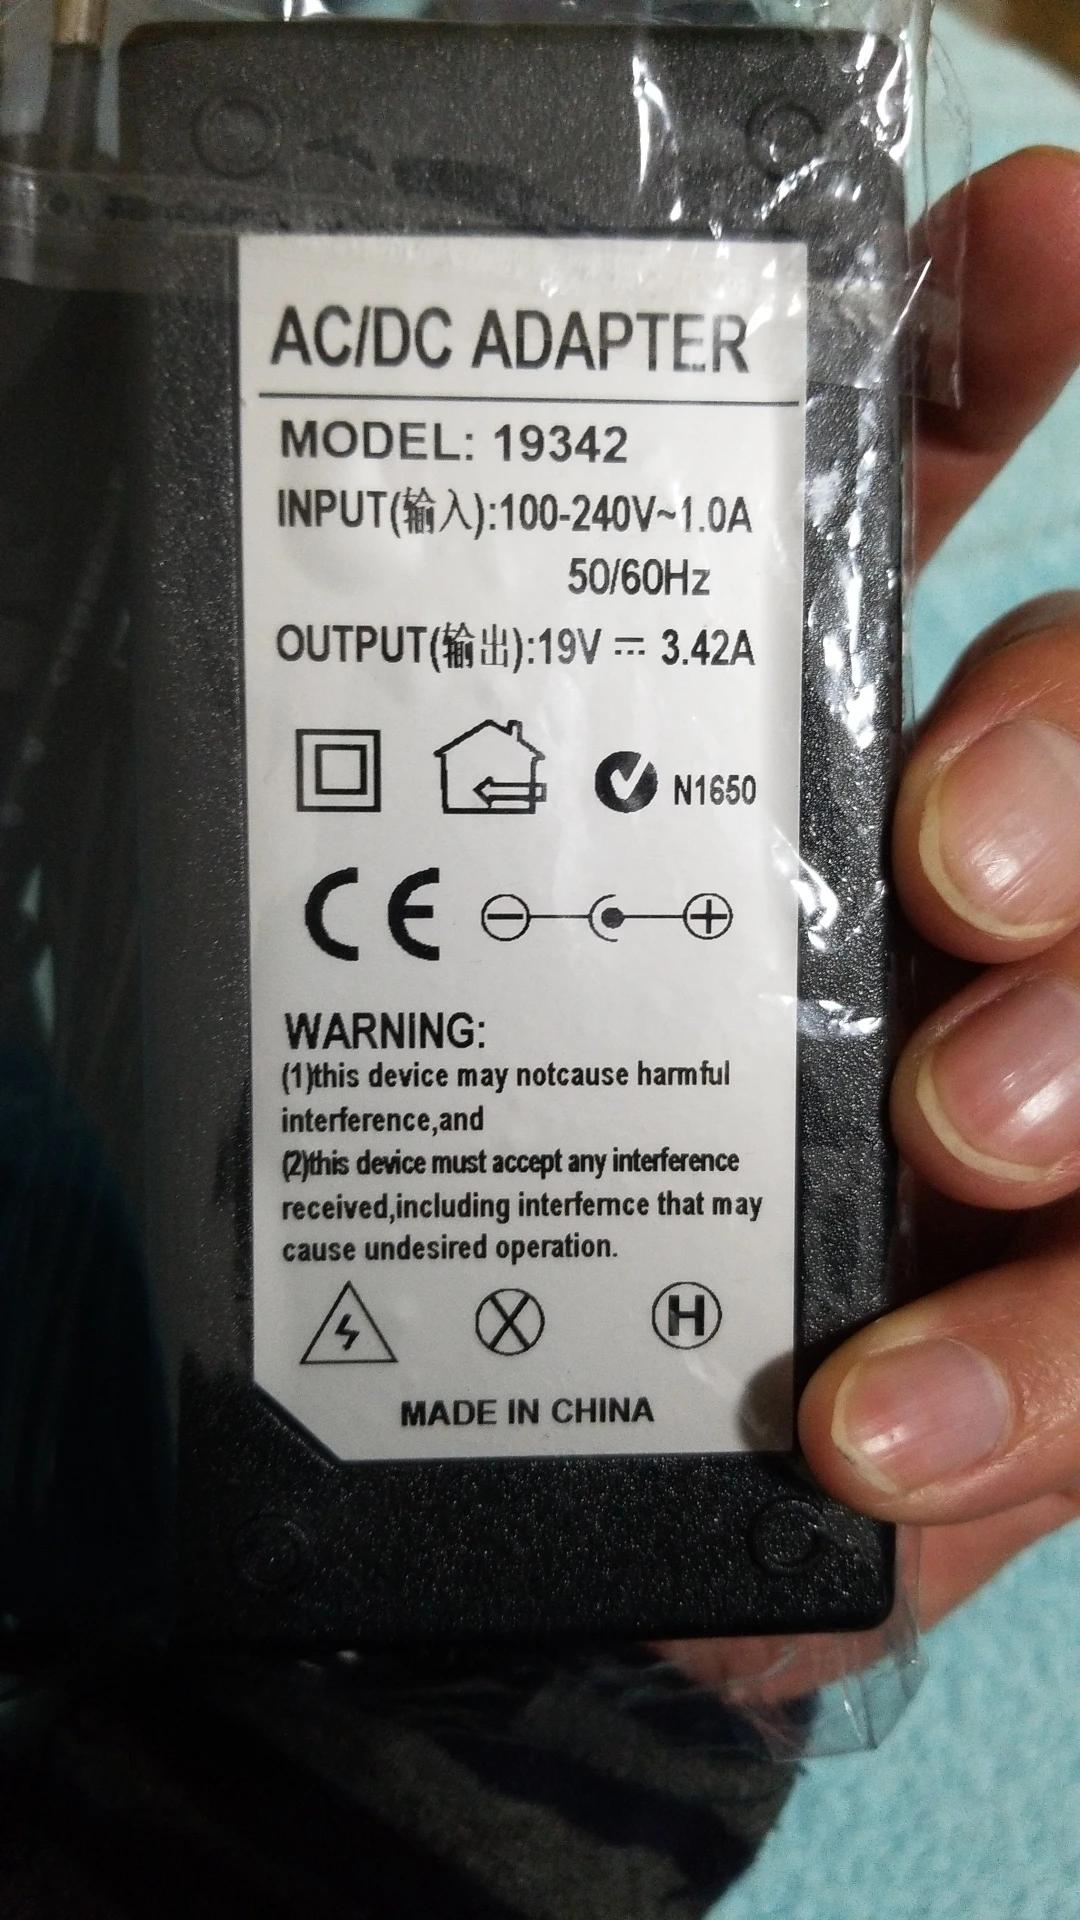 AC/DC ADAPTER
MODEL: 19342
INPUT(输入):100-240V~1.0A
50/60Hz
OUTPUT(输出):19V ⎓ 3.42A
N1650
CE
WARNING:
(1)this device may notcause harmful
interference,and
(2)this device must accept any interference
received,including interfernce that may
cause undesired operation.
X H
MADE IN CHINA